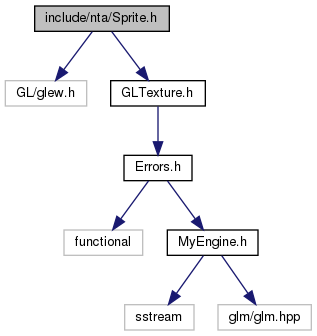 include/nta/Sprite.h
GL/glew.h
GLTexture.h
Errors.h
functional
MyEngine.h
sstream
glm/glm.hpp